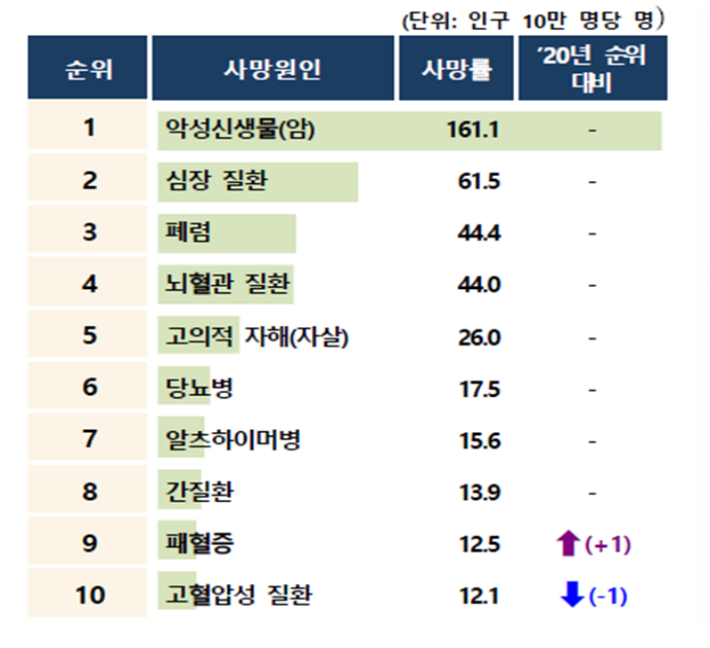 (단위: 인구 10만 명당 명)
순위 사망원인 사망률 ´20년 순위 대비
1 악성신생물(암) 161.1 -
2 심장 질환 61.5 -
3 폐렴 44.4 -
4 뇌혈관 질환 44.0 -
5 고의적 자해(자살) 26.0 -
6 당뇨병 17.5 -
7 알츠하이머병 15.6 -
8 간질환 13.9 -
9 패혈증 12.5 ⬆(+1)
10 고혈압성 질환 12.1 ⬇(-1)